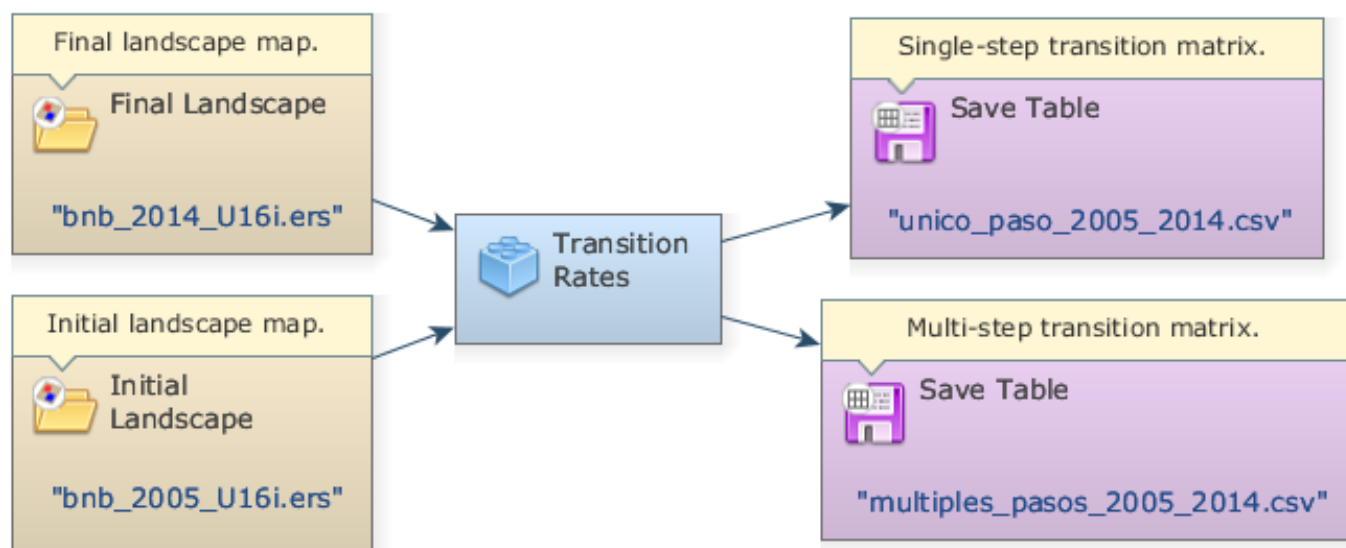 Final landscape map.
Final Landscape
"bnb_2014_U16i.ers"
Initial landscape map.
Initial
Landscape
"bnb_2005_U16i.ers"
Transition
Rates
Single-step transition matrix.
Save Table
"unico_paso_2005_2014.csv"
Multi-step transition matrix.
Save Table
"multiples_pasos_2005_2014.csv"